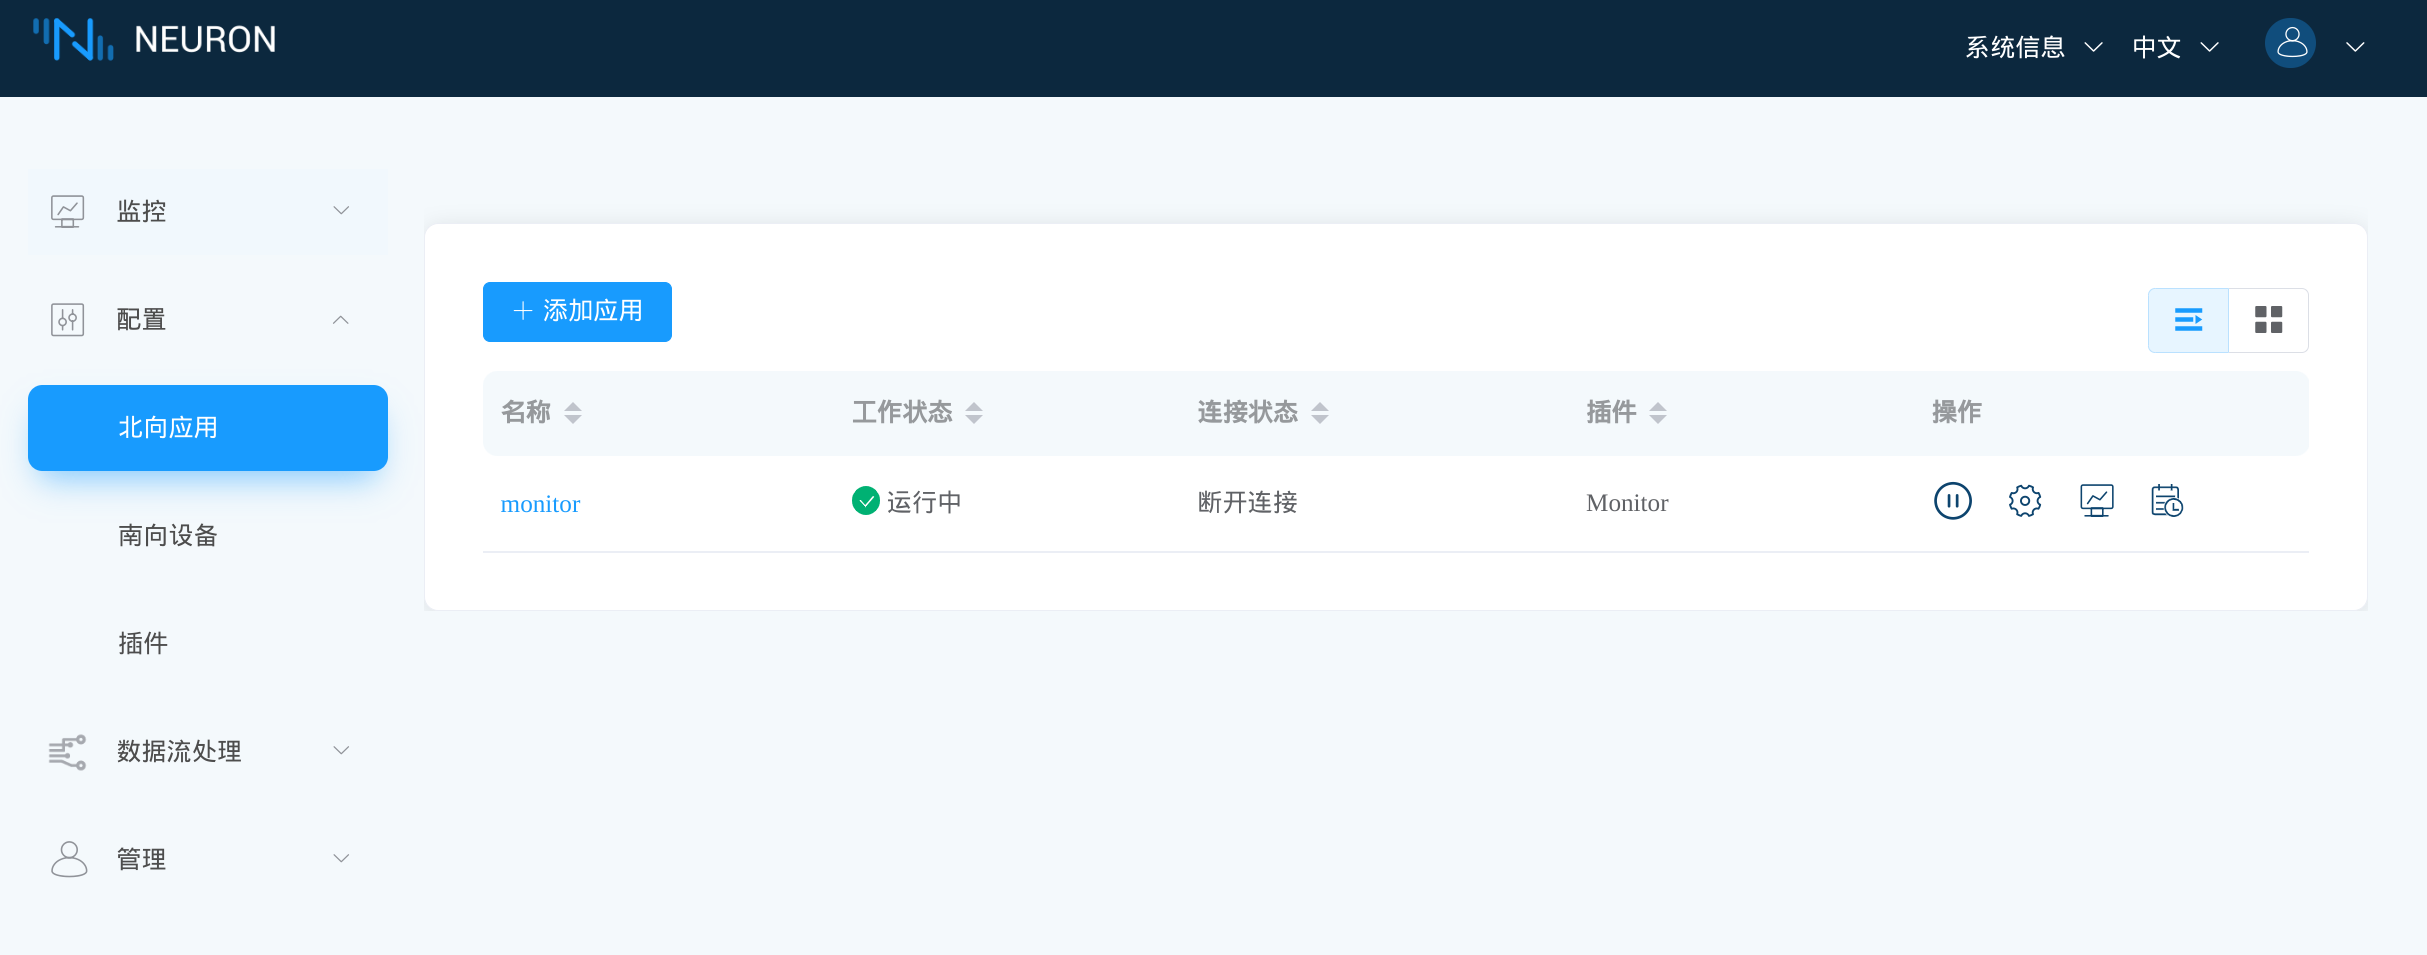 NEURON
系统信息 中文
监控
配置
北向应用
南向设备
插件
数据流处理
管理
添加应用
名称 工作状态 连接状态 插件 操作
monitor 运行中 断开连接 Monitor